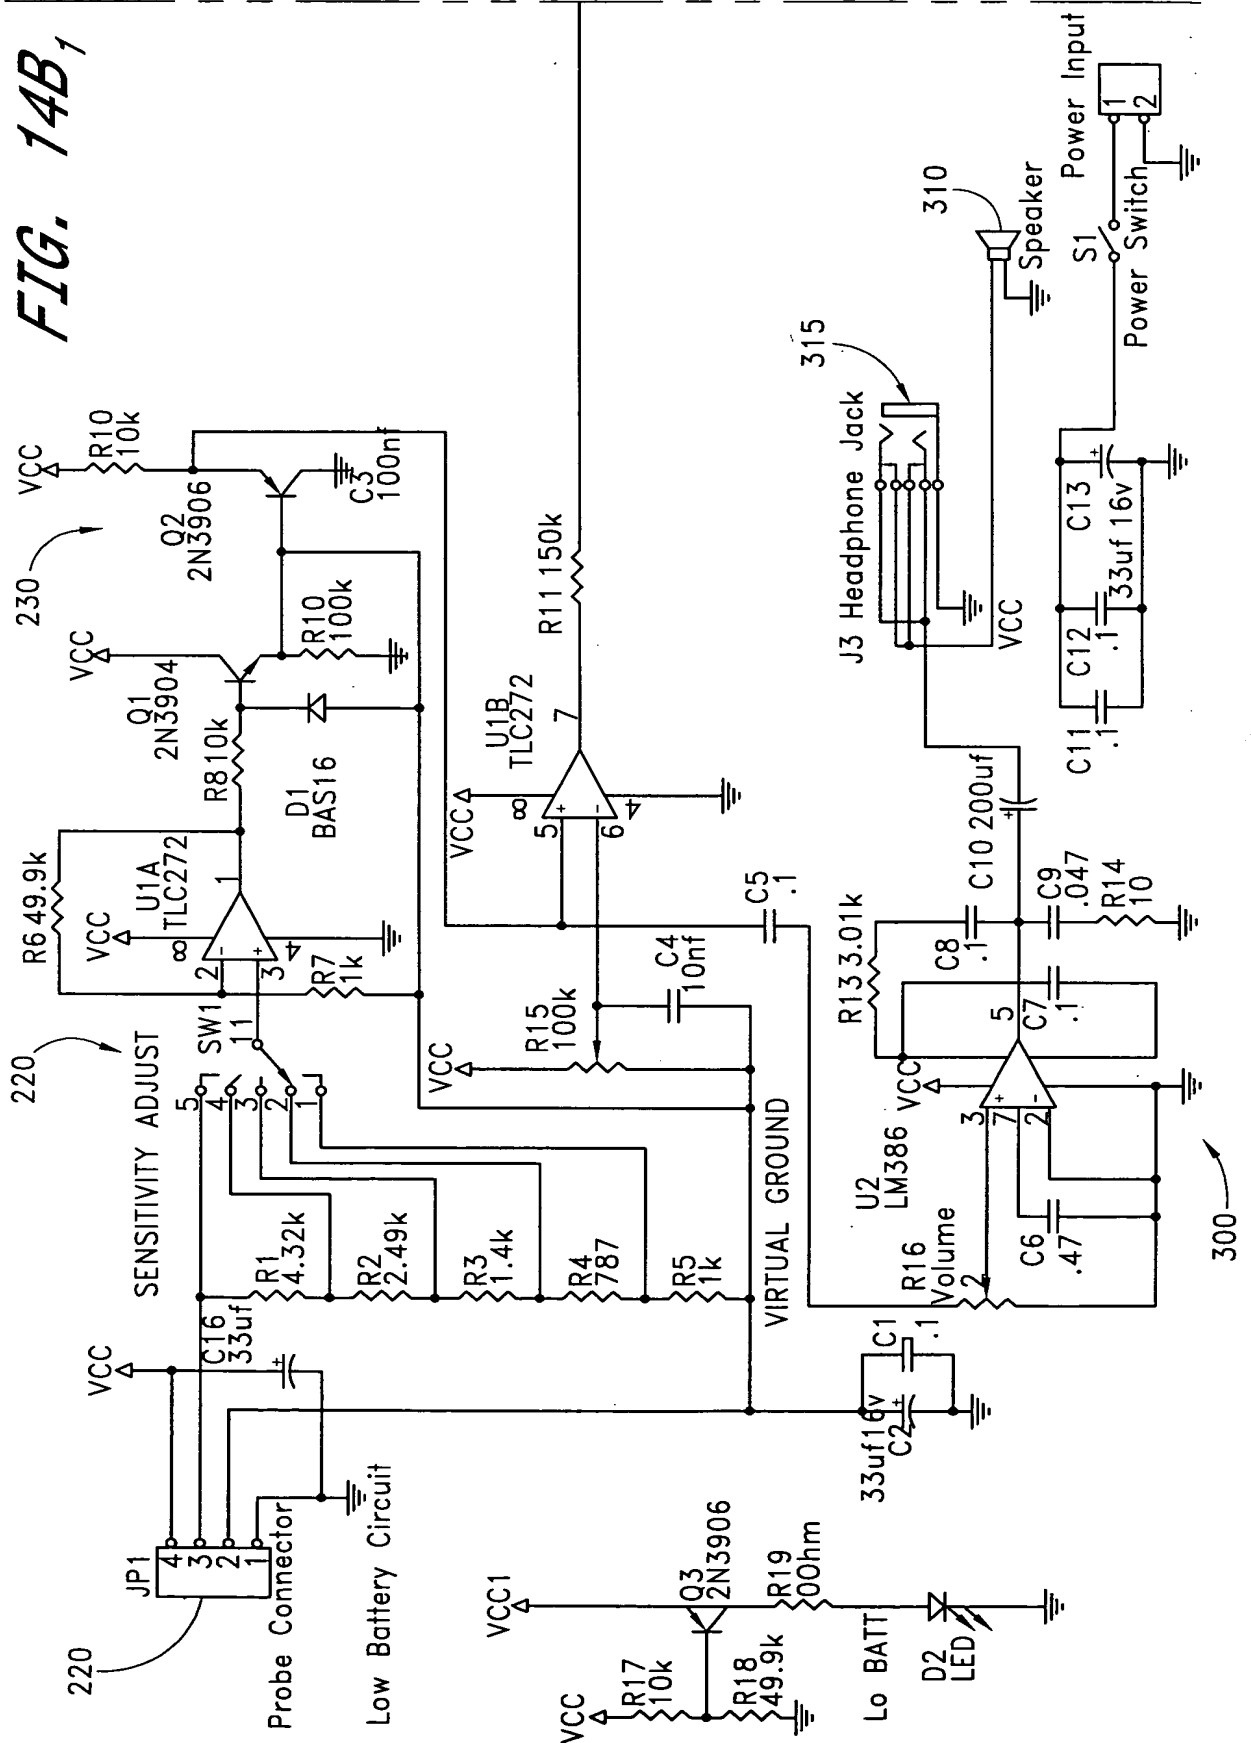 FIG. 14B1
220
JP1
4
3
2
1
Probe Connector
Low Battery Circuit
VCC
C16
33uf
SENSITIVITY ADJUST
220
R1
4.32k
R2
2.49k
R3
1.4k
R4
787
R5
1k
VIRTUAL GROUND
5
4
3
2
1
SW1
11
R6 49.9k
VCC
U1A
TLC272
8
2
-
3
+
4
1
R7
1k
R8 10k
D1
BAS16
Q1
2N3904
VCC
R10
100k
230
Q2
2N3906
VCC
R10
10k
C3
100nf
VCC
R15
100k
C4
10nf
C5
.1
VCC
U1B
TLC272
8
5
+
6
-
4
7
R11 150k
VCC1
VCC
R17
10k
R18
49.9k
Q3
2N3906
R19
00hm
Lo BATT
D2
LED
33uf16v
C2
C1
.1
R16
Volume
2
U2
LM386
VCC
3
+
7
2
-
5
C6
.47
300
R13 3.01k
C8
.1
C7
.1
C9
.047
R14
10
C10 200uf
J3 Headphone Jack
315
VCC
310
Speaker
C11
.1
C12
.1
C13
33uf 16v
S1
Power Switch
Power Input
1
2